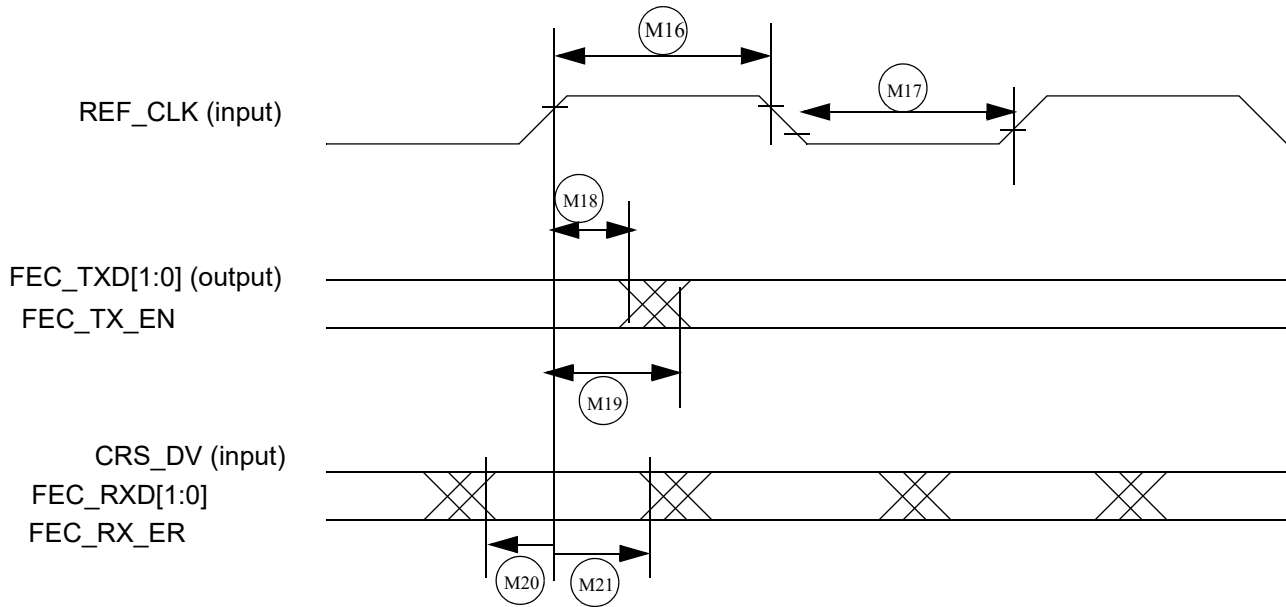 M16
REF_CLK (input)
M17
M18
FEC_TXD[1:0] (output)
FEC_TX_EN
M19
CRS_DV (input)
FEC_RXD[1:0]
FEC_RX_ER
M20
M21